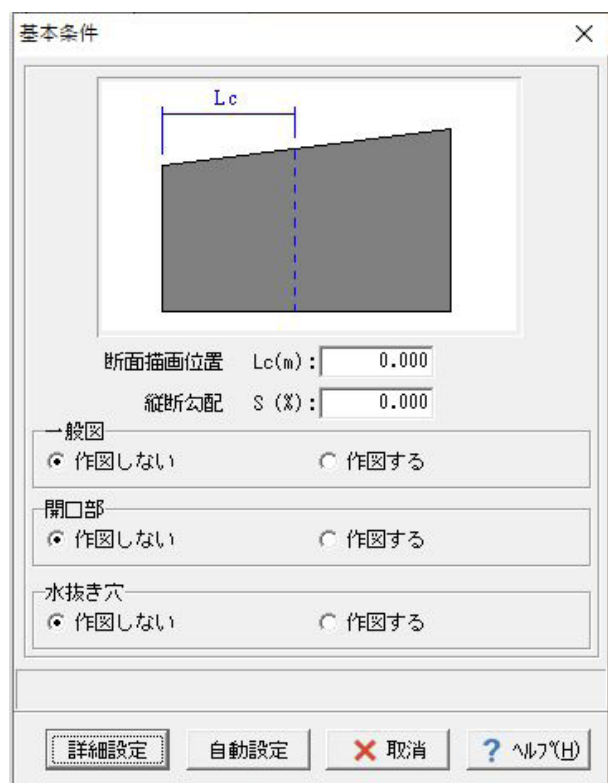 基本条件
Lc
断面描画位置 Lc(m): 0.000
縦断勾配 S (%): 0.000
一般図
作図しない 作図する
開口部
作図しない 作図する
水抜き穴
作図しない 作図する
詳細設定 自動設定 取消 ? ﾍﾙﾌﾟ(H)